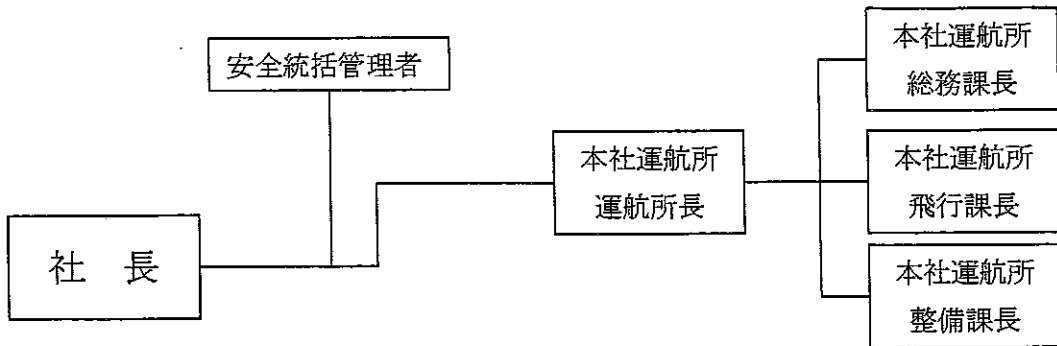 安全統括管理者
社　長
本社運航所
運航所長
本社運航所
総務課長
本社運航所
飛行課長
本社運航所
整備課長